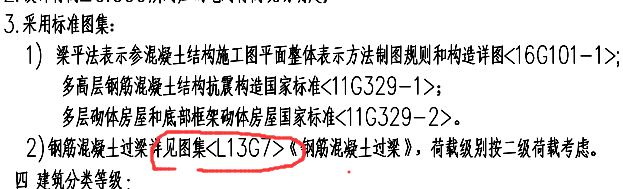 3.采用标准图集:
1) 梁平法表示参混凝土结构施工图平面整体表示方法制图规则和构造详图<16G101-1>;
多高层钢筋混凝土结构抗震构造国家标准<11G329-1>;
多层砌体房屋和底部框架砌体房屋国家标准<11G329-2>。
2)钢筋混凝土过梁详见图集<L13G7>《钢筋混凝土过梁》，荷载级别按二级荷载考虑。
四 建筑分类等级: